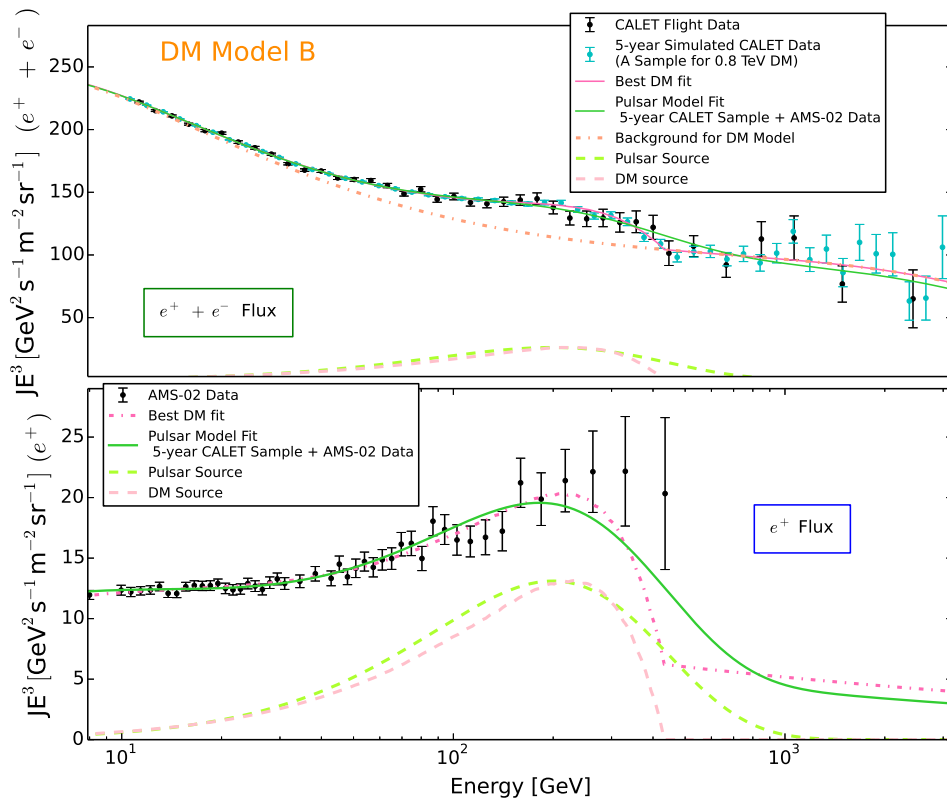 DM Model B
CALET Flight Data
5-year Simulated CALET Data
(A Sample for 0.8 TeV DM)
Best DM fit
Pulsar Model Fit
5-year CALET Sample + AMS-02 Data
Background for DM Model
Pulsar Source
DM source
JE³ [GeV² s⁻¹ m⁻² sr⁻¹] (e⁺ + e⁻)
250
200
150
100
50
e⁺ + e⁻ Flux
AMS-02 Data
Best DM fit
Pulsar Model Fit
5-year CALET Sample + AMS-02 Data
Pulsar Source
DM Source
JE³ [GeV² s⁻¹ m⁻² sr⁻¹] (e⁺)
25
20
15
10
5
0
e⁺ Flux
10¹ 10² 10³
Energy [GeV]